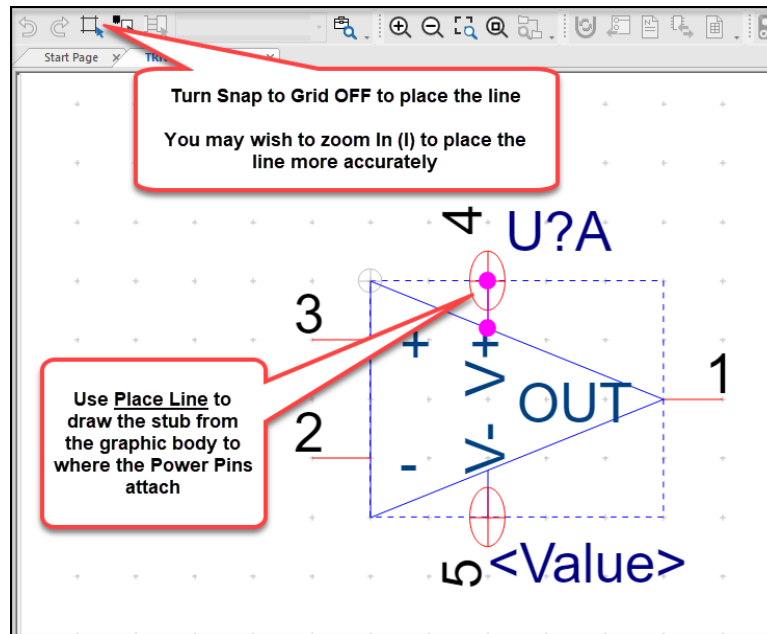 Start Page
Turn Snap to Grid OFF to place the line
You may wish to zoom In (I) to place the
line more accurately
4
U?A
3
+
V+
1
OUT
Use Place Line to
draw the stub from
the graphic body to
where the Power Pins
attach
2
-
V-
5
<Value>